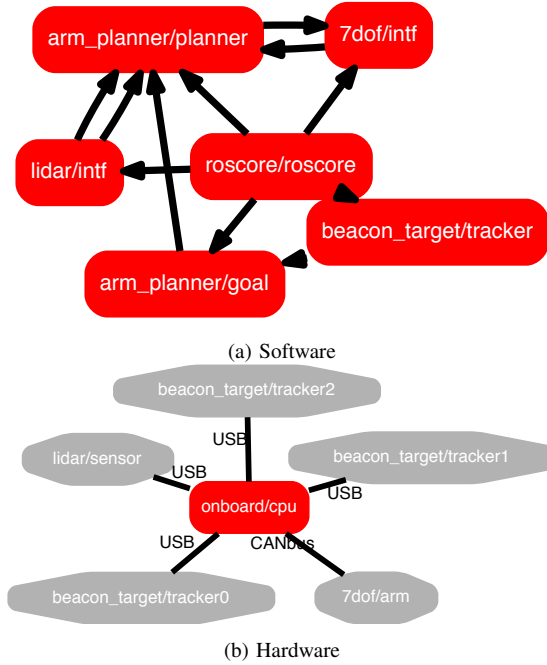 arm_planner/planner
7dof/intf
lidar/intf
roscore/roscore
beacon_target/tracker
arm_planner/goal
(a) Software
beacon_target/tracker2
USB
lidar/sensor
beacon_target/tracker1
USB
USB
onboard/cpu
USB
CANbus
beacon_target/tracker0
7dof/arm
(b) Hardware